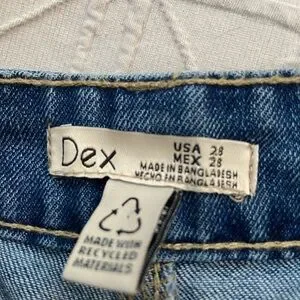 Dex
USA 28
MEX 28
MADE IN BANGLADESH
HECHO EN BANGLADESH
MADE WITH
RECYCLED
MATERIALS